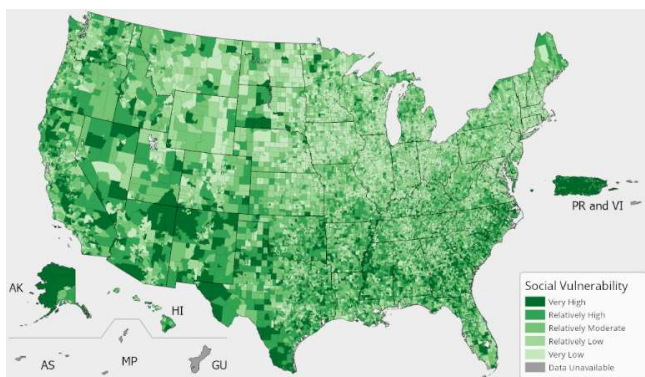 PR and VI
AK
HI
AS
MP
GU
Social Vulnerability
Very High
Relatively High
Relatively Moderate
Relatively Low
Very Low
Data Unavailable